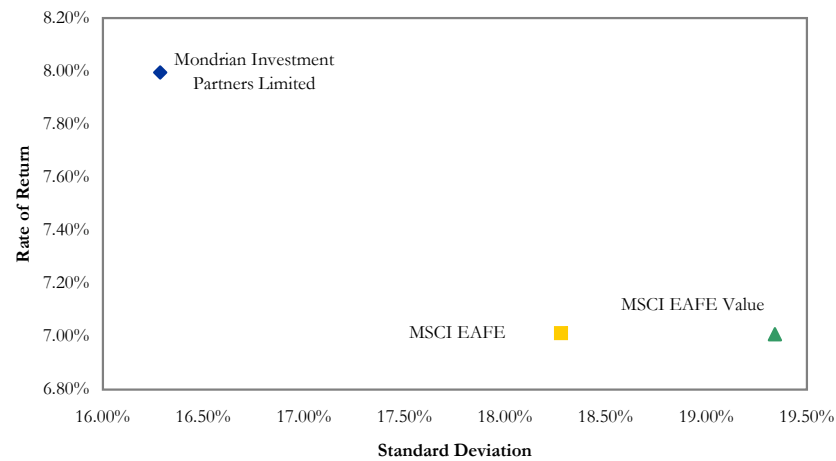 8.20%
Mondrian Investment
Partners Limited
8.00%
7.80%
7.60%
Rate of Return
7.40%
7.20%
MSCI EAFE Value
MSCI EAFE
7.00%
6.80%
16.00% 16.50% 17.00% 17.50% 18.00% 18.50% 19.00% 19.50%
Standard Deviation